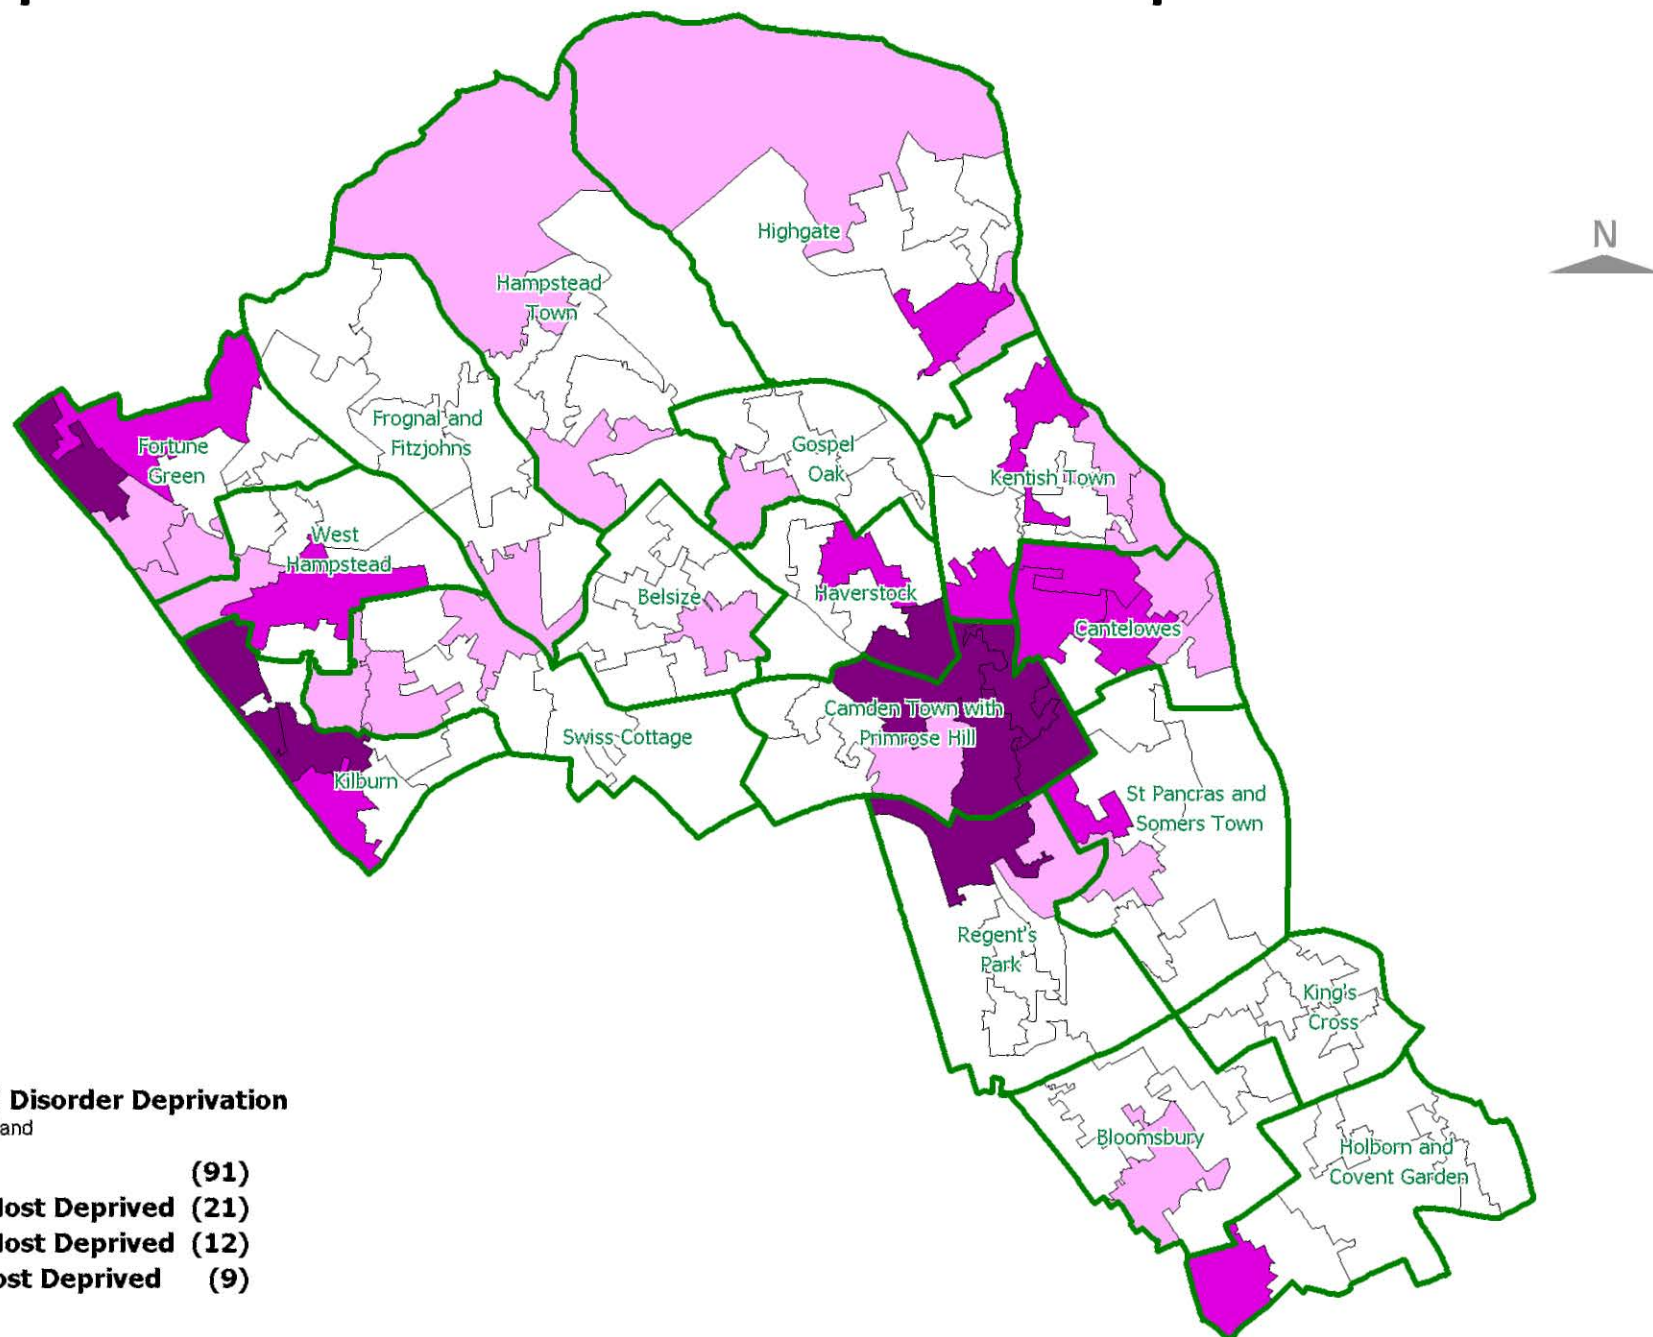 Highgate
N
Hampstead
Town
Frognal and
Fitzjohns
Gospel
Oak
Fortune
Green
Kentish Town
West
Hampstead
Belsize
Haverstock
Cantelowes
Camden Town with
Primrose Hill
Swiss Cottage
Kilburn
St Pancras and
Somers Town
Regent's
Park
King's
Cross
Disorder Deprivation
and
(91)
Bloomsbury
Holborn and
Covent Garden
Most Deprived (21)
Most Deprived (12)
ost Deprived (9)